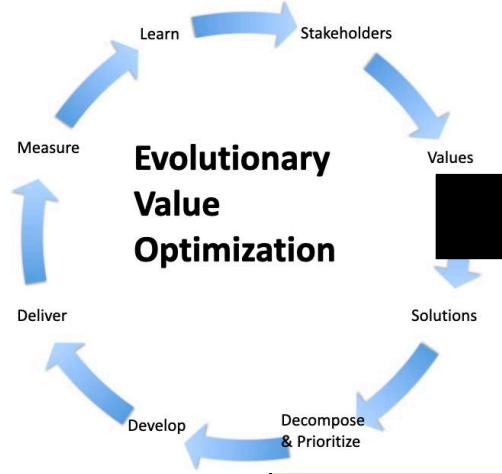 Learn
Stakeholders
Measure
Evolutionary
Value
Optimization
Values
Deliver
Solutions
Develop
Decompose
& Prioritize